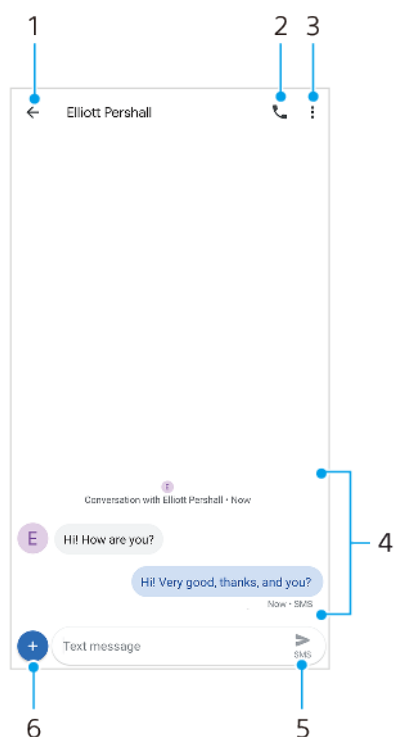 1 2 3
Elliott Pershall
E
Conversation with Elliott Pershall • Now
E Hi! How are you?
Hi! Very good, thanks, and you?
Now • SMS
4
+ Text message
SMS
6 5